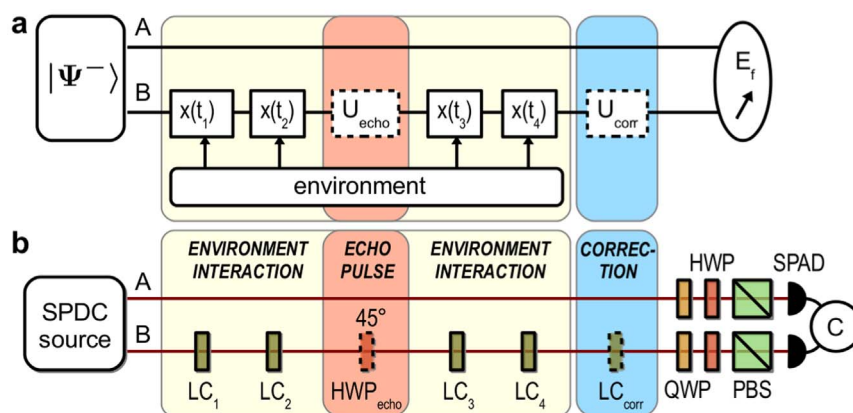 a
|Ψ⁻⟩
A
B
x(t₁)
x(t₂)
U_echo
x(t₃)
x(t₄)
U_corr
E_f
environment
b
ENVIRONMENT
INTERACTION
ECHO
PULSE
ENVIRONMENT
INTERACTION
CORREC-
TION
HWP
SPAD
SPDC
source
A
B
45°
C
LC₁
LC₂
HWP_echo
LC₃
LC₄
LC_corr
QWP
PBS